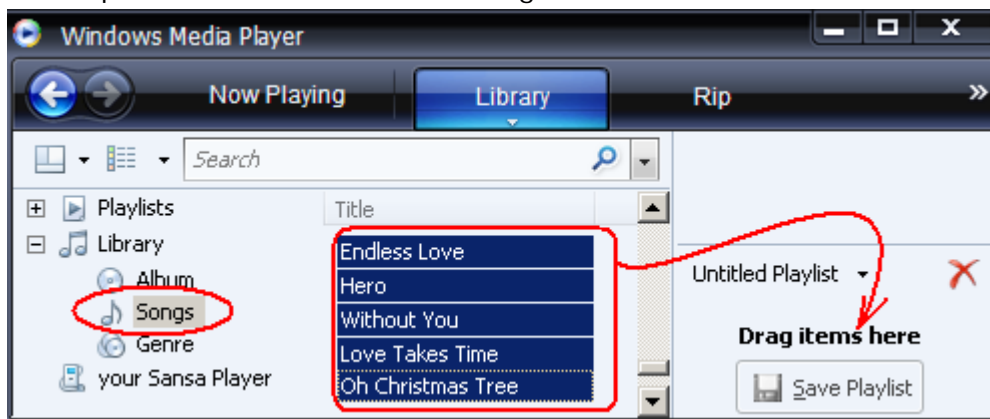 Windows Media Player
Now Playing
Library
Rip
»
Search
Playlists
Title
Library
Endless Love
Album
Hero
Untitled Playlist
Songs
Without You
Genre
Love Takes Time
Drag items here
your Sansa Player
Oh Christmas Tree
Save Playlist